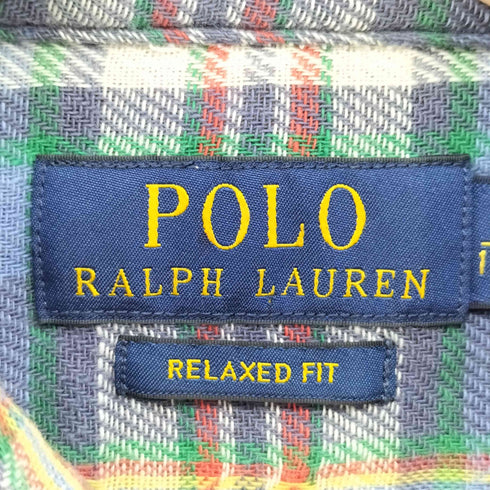 POLO
RALPH LAUREN
RELAXED FIT